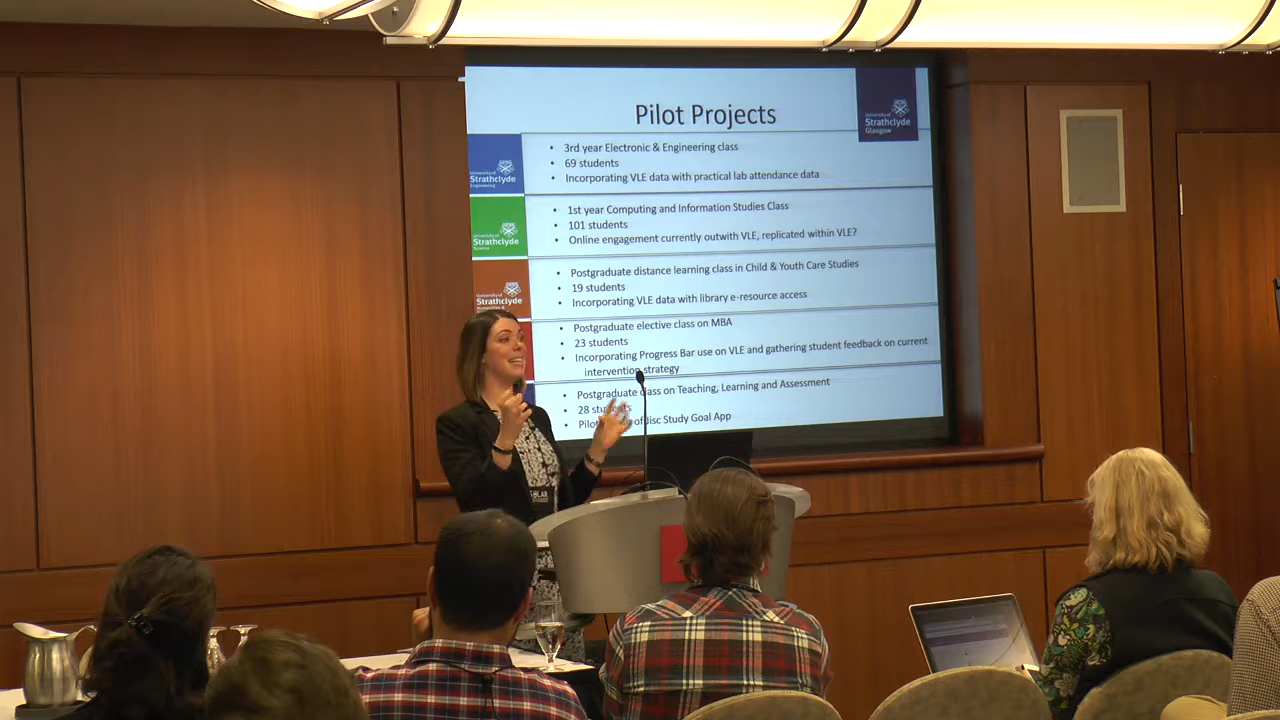 Pilot Projects
University of
Strathclyde
Glasgow
University of
Strathclyde
Engineering
• 3rd year Electronic & Engineering class
• 69 students
• Incorporating VLE data with practical lab attendance data
University of
Strathclyde
Science
• 1st year Computing and Information Studies Class
• 101 students
• Online engagement currently outwith VLE, replicated within VLE?
University of
Strathclyde
• Postgraduate distance learning class in Child & Youth Care Studies
• 19 students
• Incorporating VLE data with library e-resource access
• Postgraduate elective class on MBA
• 23 students
• Incorporating Progress Bar use on VLE and gathering student feedback on current
intervention strategy
• Postgraduate class on Teaching, Learning and Assessment
• 28 students
• Pilot of Jisc Study Goal App
SOLAR